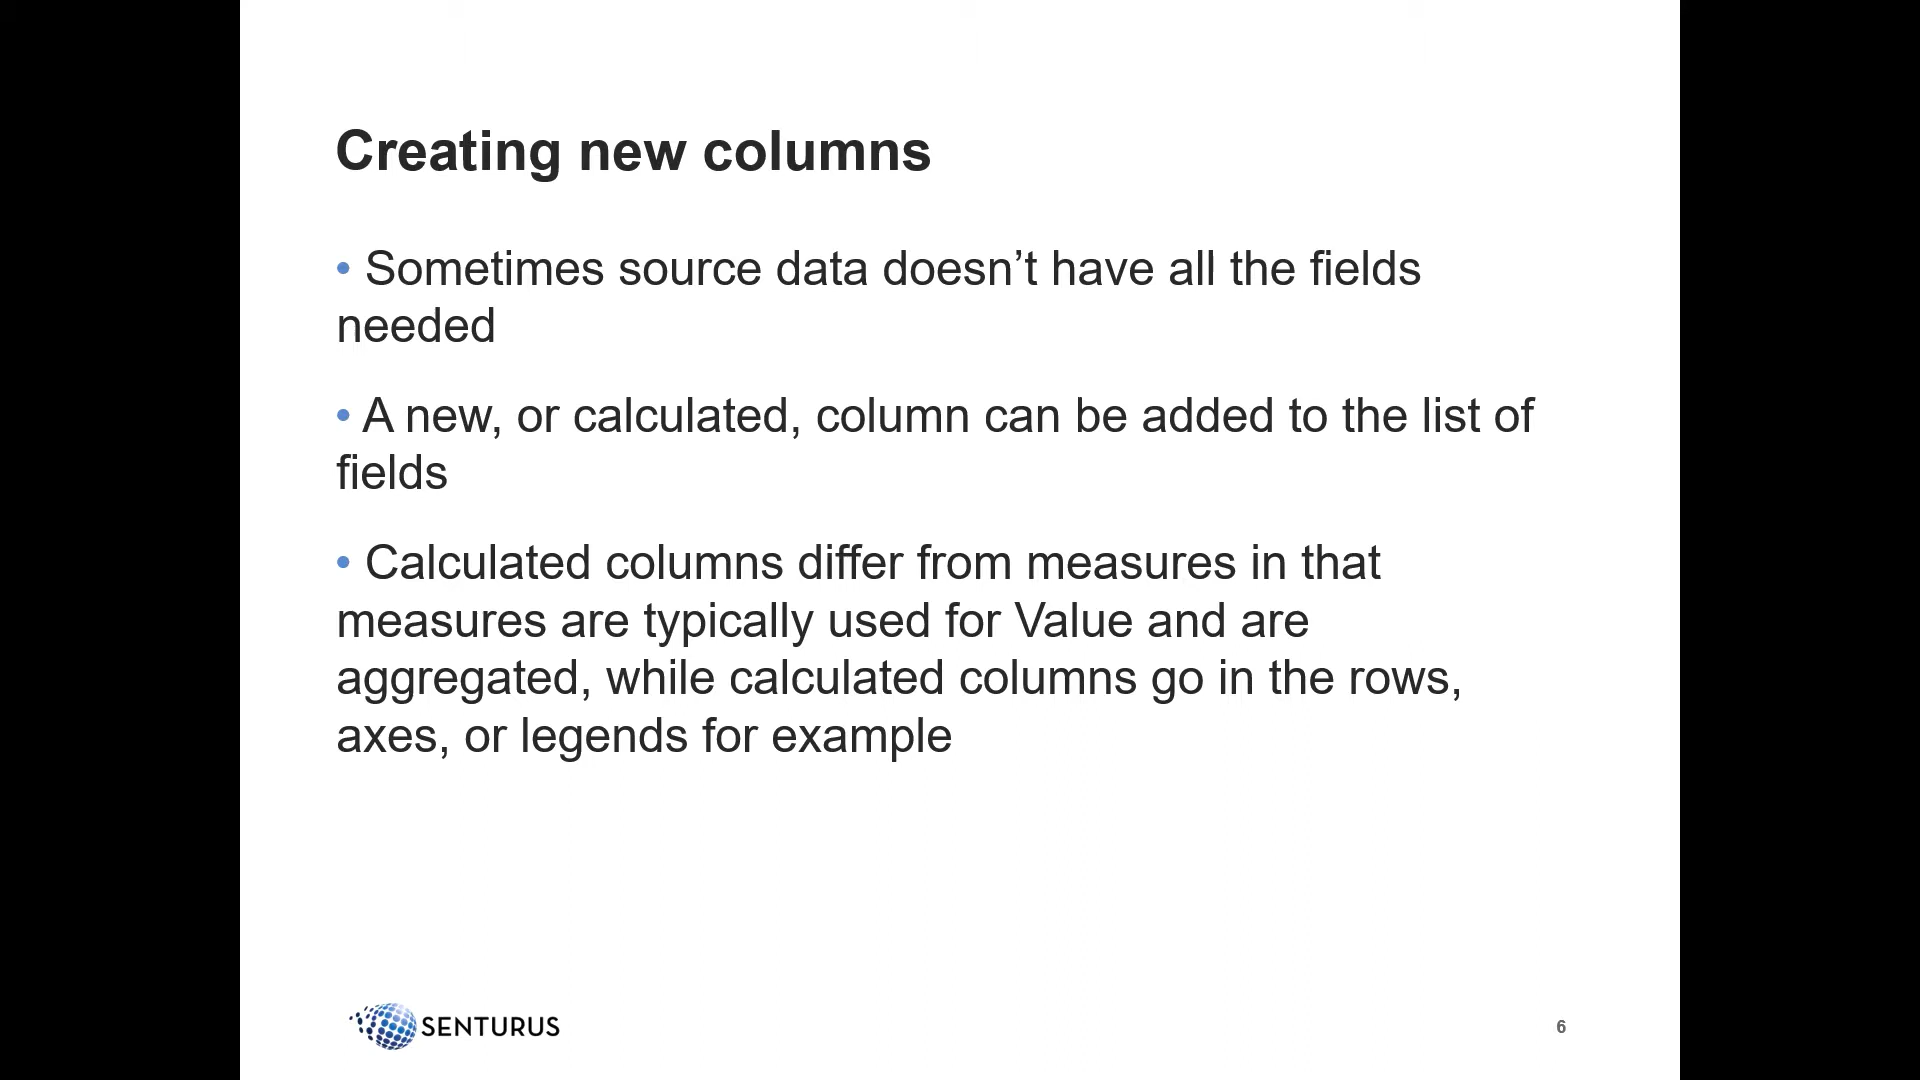 Creating new columns
• Sometimes source data doesn’t have all the fields
needed
• A new, or calculated, column can be added to the list of
fields
• Calculated columns differ from measures in that
measures are typically used for Value and are
aggregated, while calculated columns go in the rows,
axes, or legends for example
SENTURUS
6